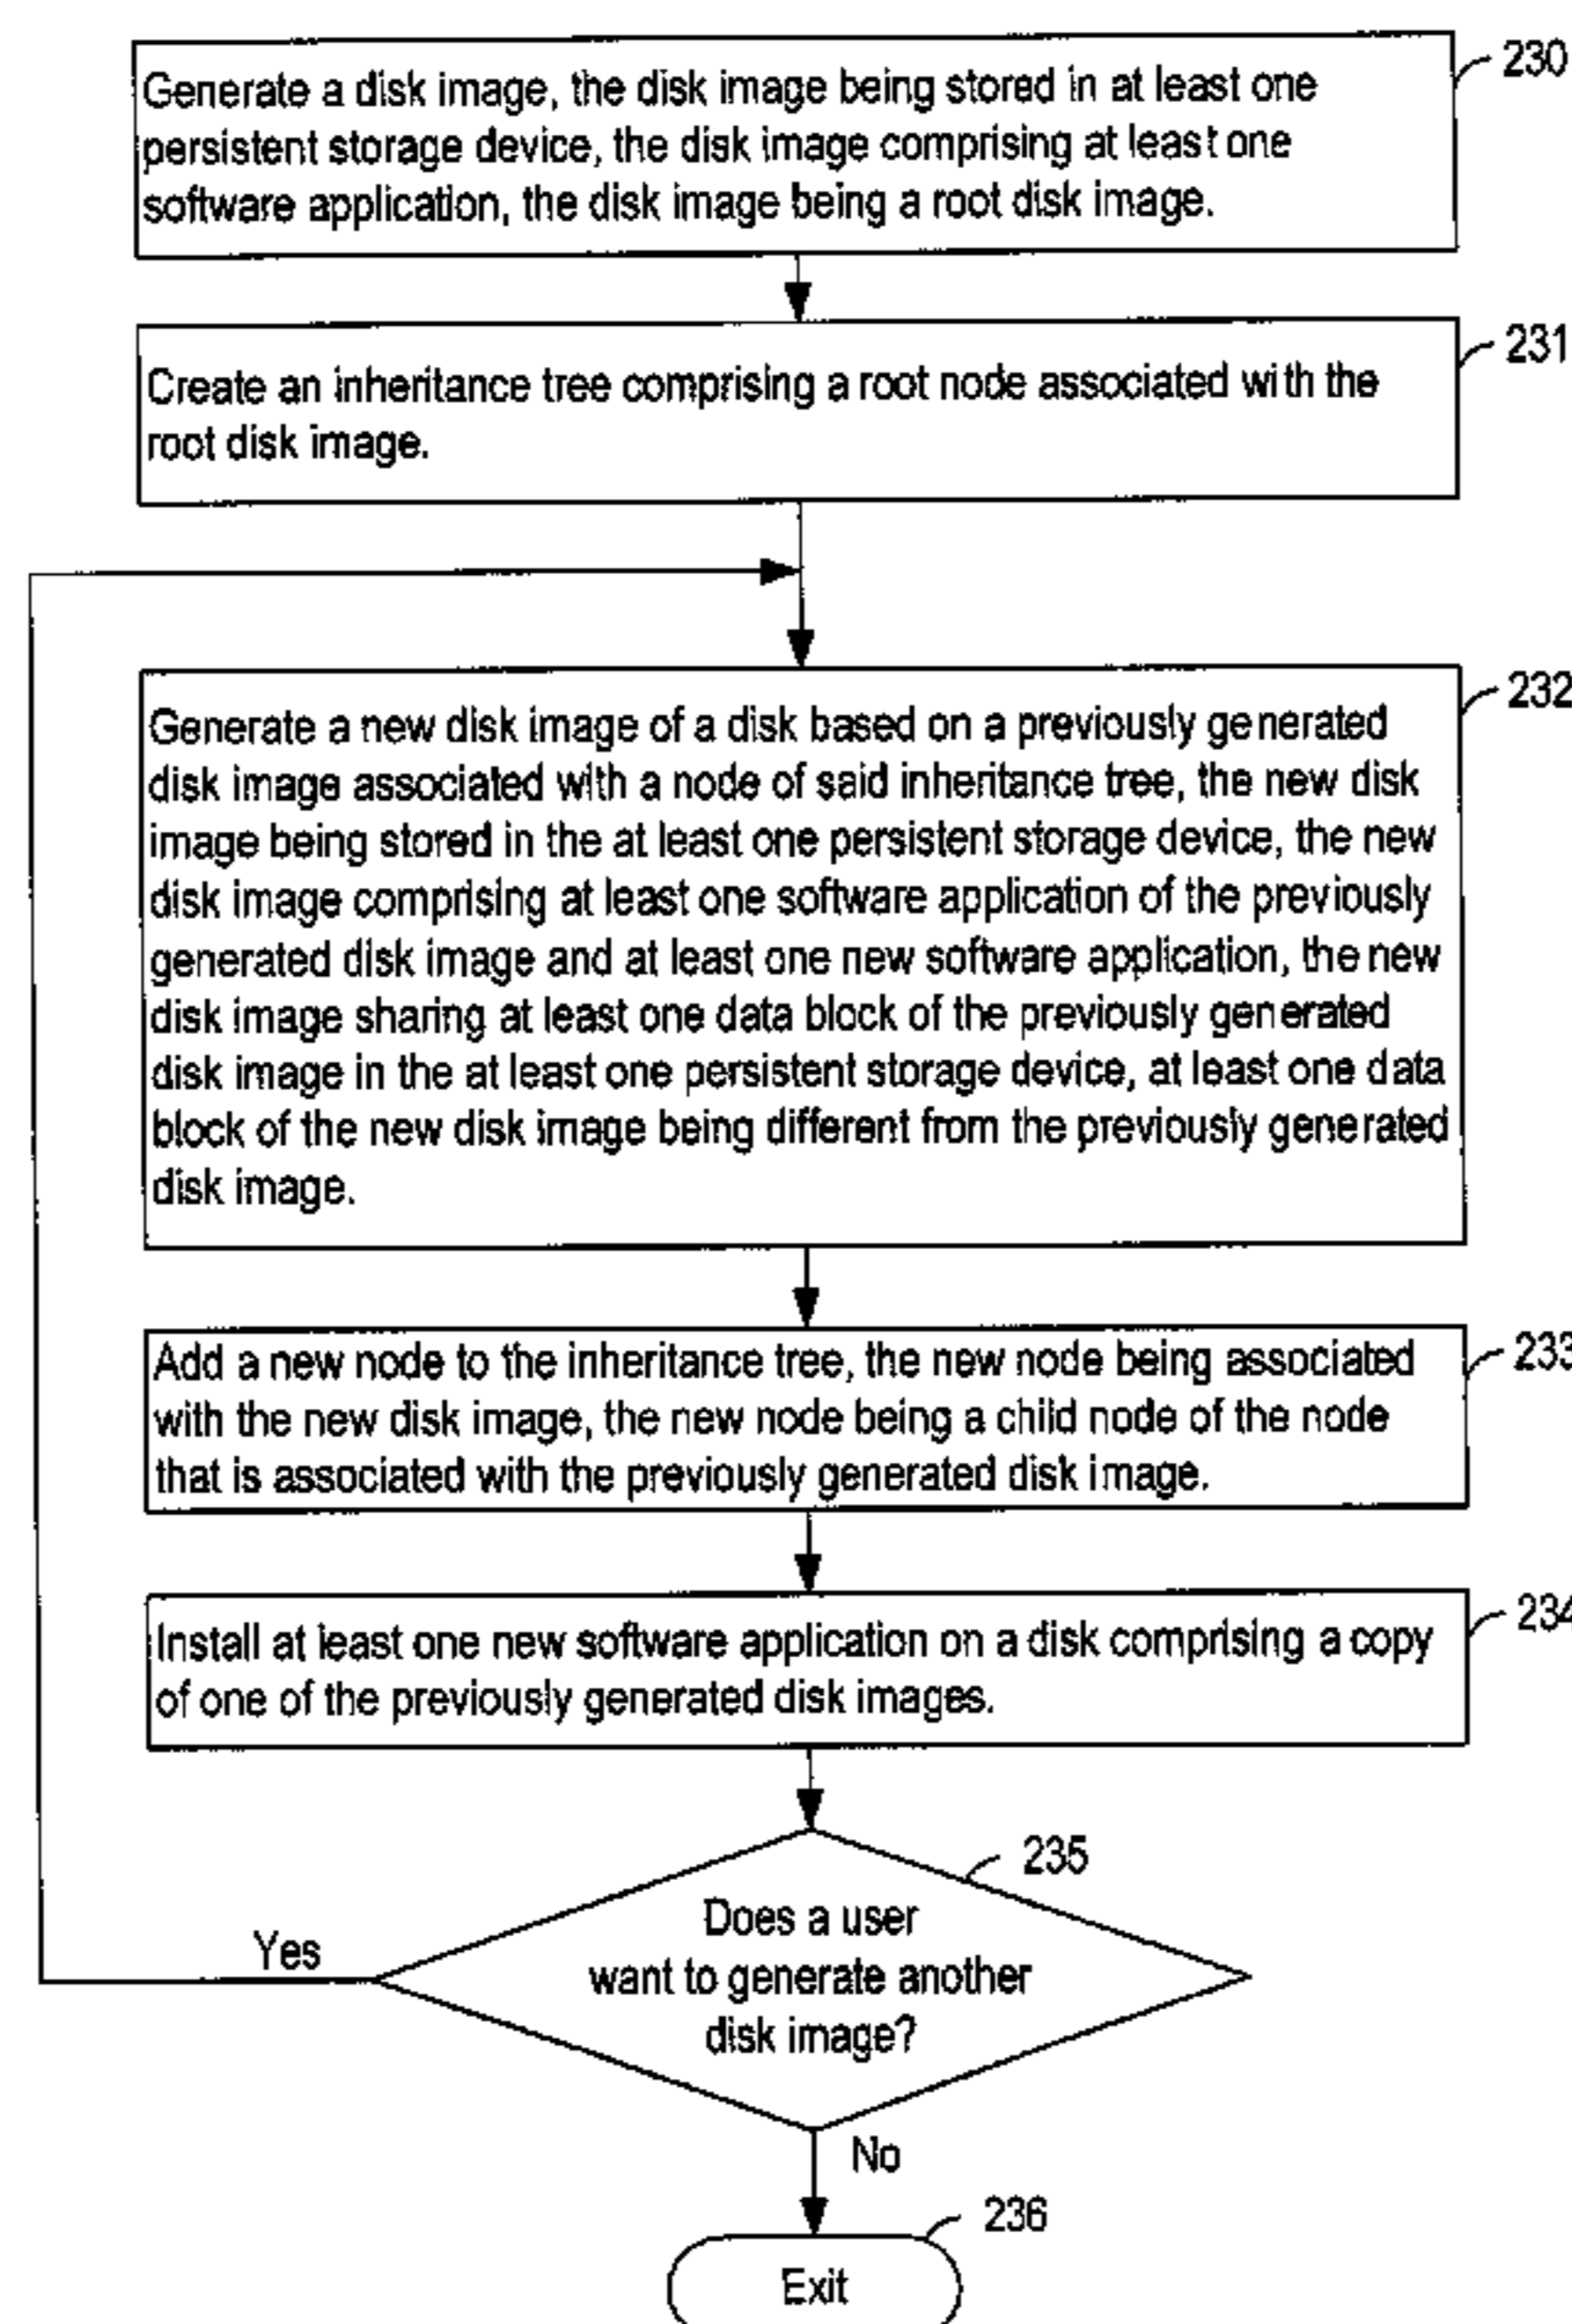 230
Generate a disk image, the disk image being stored in at least one
persistent storage device, the disk image comprising at least one
software application, the disk image being a root disk image.
231
Create an inheritance tree comprising a root node associated with the
root disk image.
232
Generate a new disk image of a disk based on a previously generated
disk image associated with a node of said inheritance tree, the new disk
image being stored in the at least one persistent storage device, the new
disk image comprising at least one software application of the previously
generated disk image and at least one new software application, the new
disk image sharing at least one data block of the previously generated
disk image in the at least one persistent storage device, at least one data
block of the new disk image being different from the previously generated
disk image.
233
Add a new node to the inheritance tree, the new node being associated
with the new disk image, the new node being a child node of the node
that is associated with the previously generated disk image.
234
Install at least one new software application on a disk comprising a copy
of one of the previously generated disk images.
235
Does a user
want to generate another
disk image?
Yes
No
236
Exit